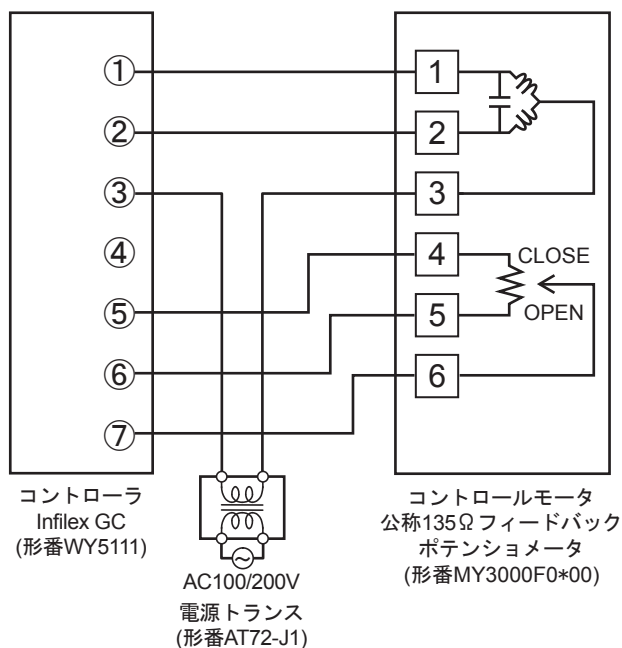 ①
②
③
④
⑤
⑥
⑦
1
2
3
4
5
6
CLOSE
OPEN
コントローラ
Infilex GC
(形番WY5111)
AC100/200V
電源トランス
(形番AT72-J1)
コントロールモータ
公称135Ωフィードバック
ポテンショメータ
(形番MY3000F0*00)